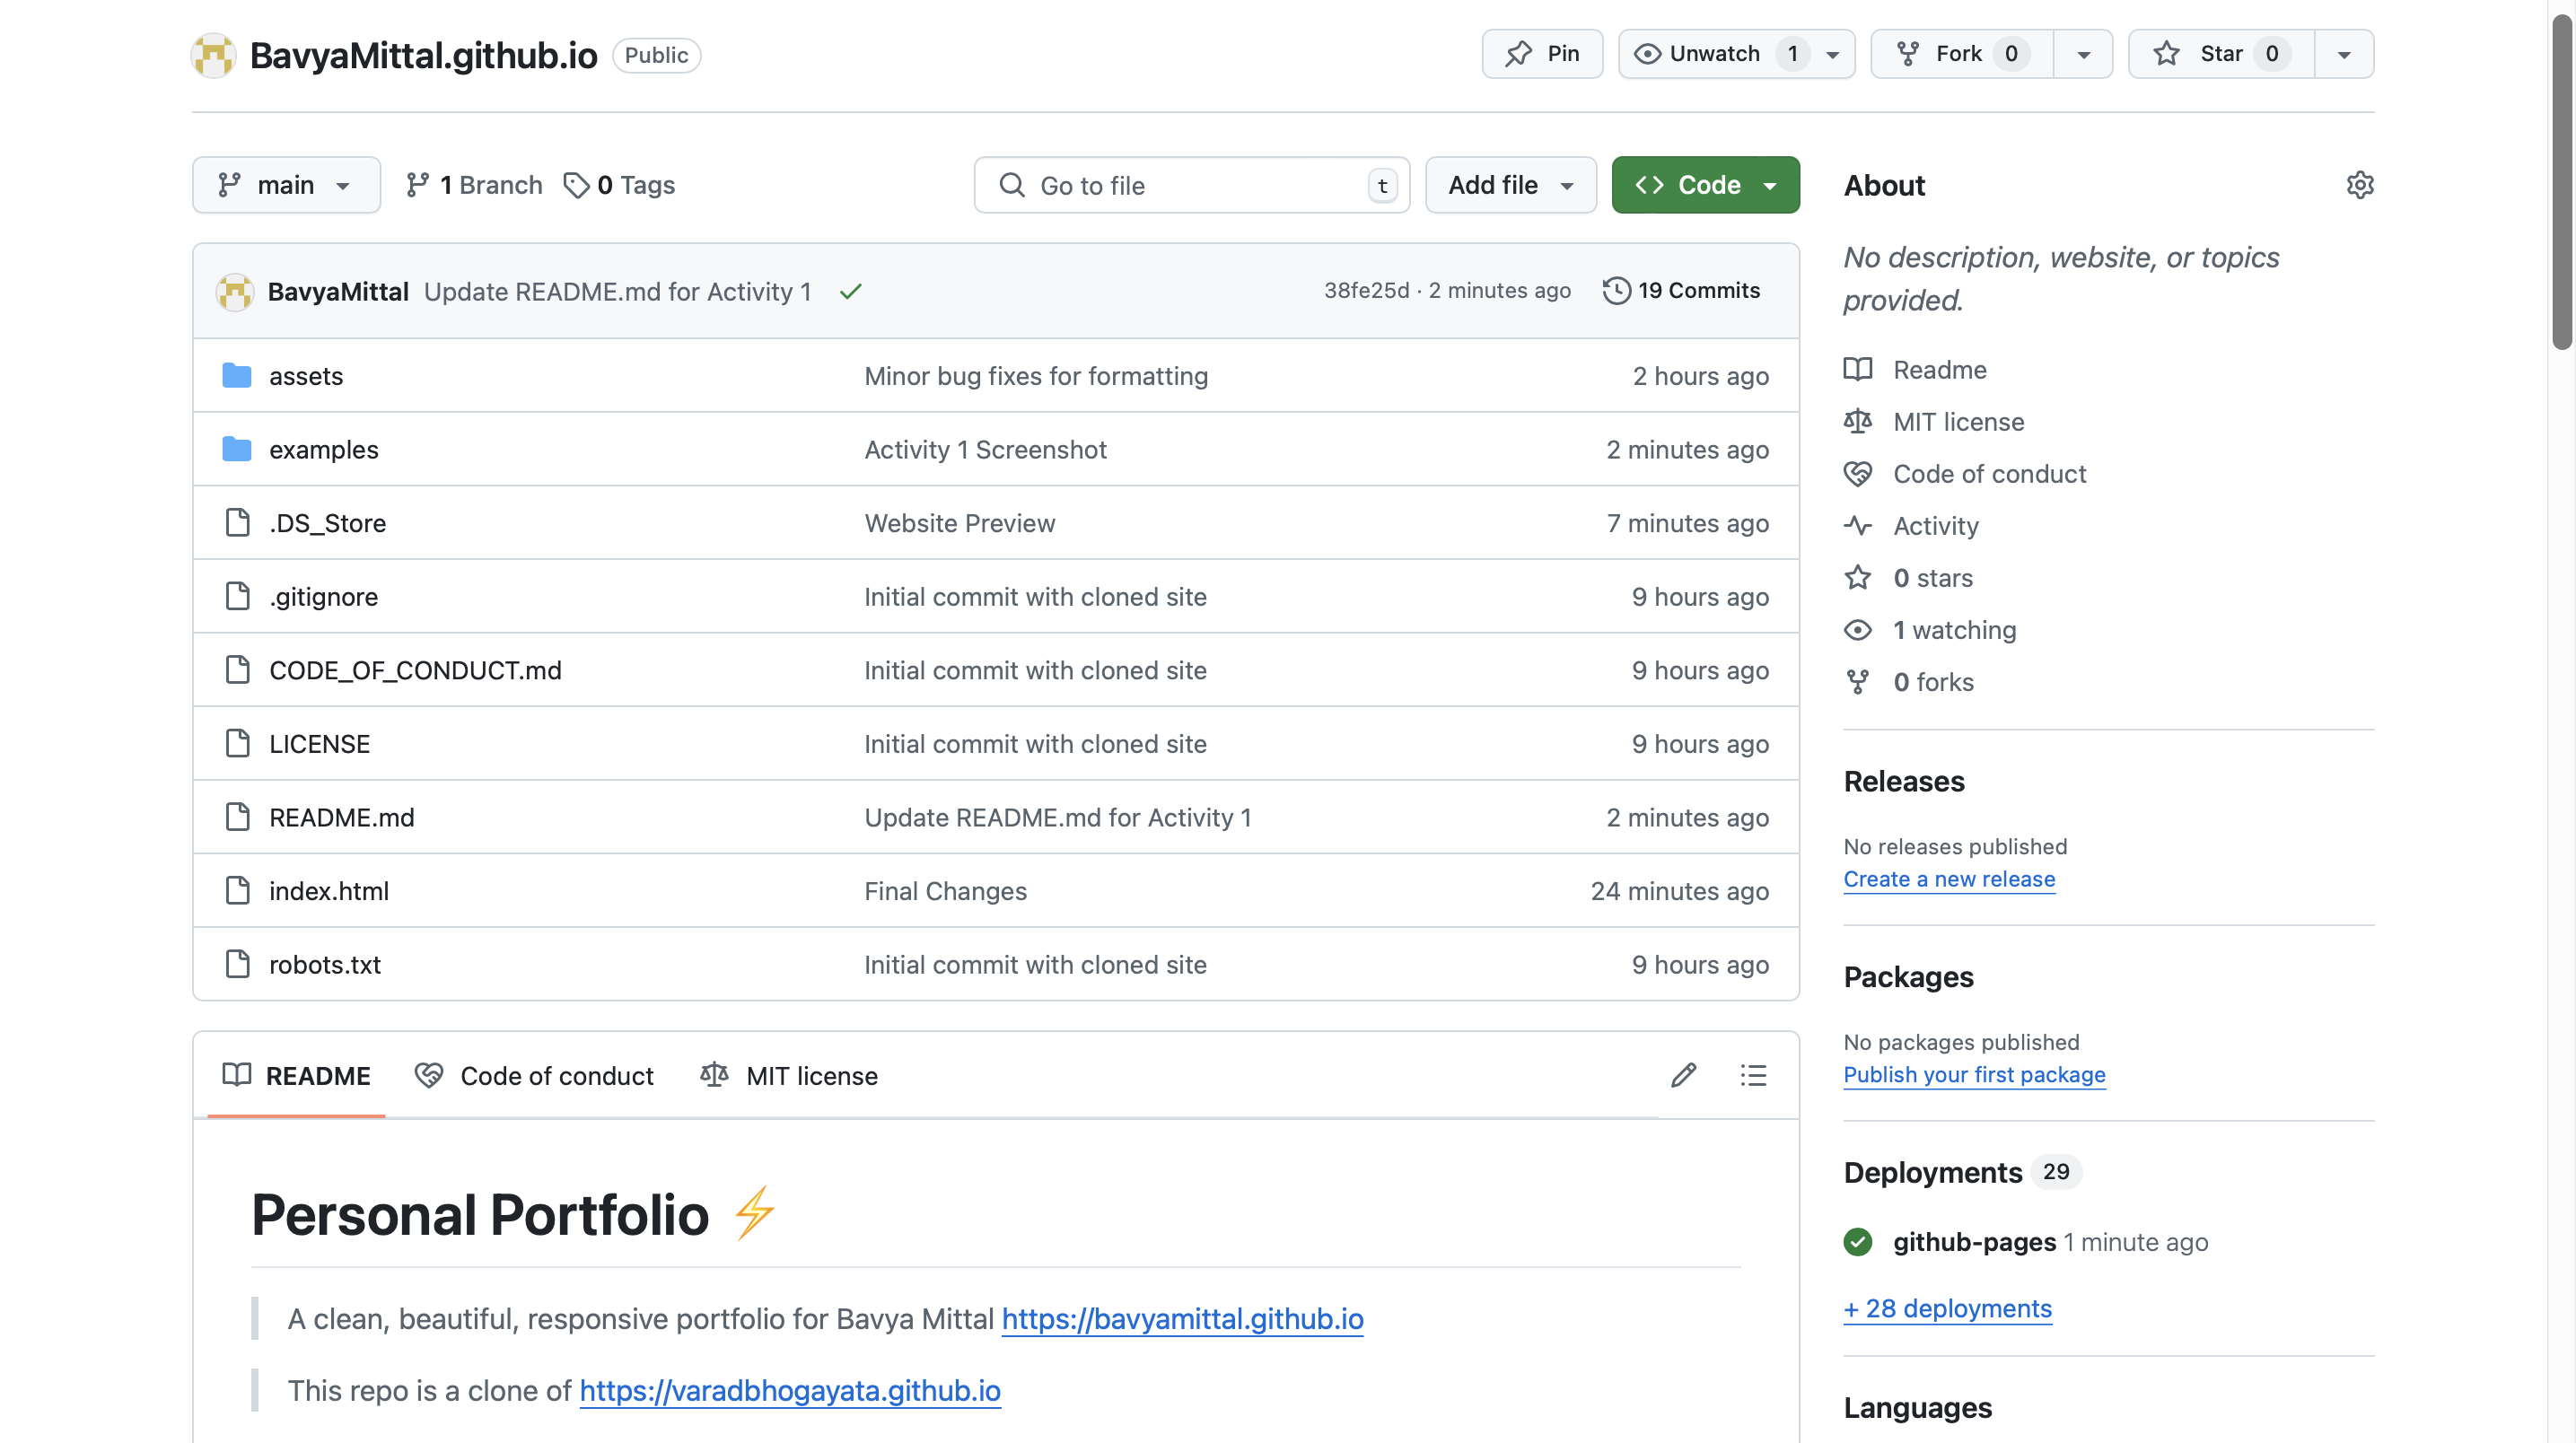 BavyaMittal.github.io Public
Pin Unwatch 1 Fork 0 Star 0
main 1 Branch 0 Tags Go to file t Add file Code
BavyaMittal Update README.md for Activity 1 38fe25d · 2 minutes ago 19 Commits
assets Minor bug fixes for formatting 2 hours ago
examples Activity 1 Screenshot 2 minutes ago
.DS_Store Website Preview 7 minutes ago
.gitignore Initial commit with cloned site 9 hours ago
CODE_OF_CONDUCT.md Initial commit with cloned site 9 hours ago
LICENSE Initial commit with cloned site 9 hours ago
README.md Update README.md for Activity 1 2 minutes ago
index.html Final Changes 24 minutes ago
robots.txt Initial commit with cloned site 9 hours ago
README Code of conduct MIT license
Personal Portfolio ⚡
A clean, beautiful, responsive portfolio for Bavya Mittal https://bavyamittal.github.io
This repo is a clone of https://varadbhogayata.github.io
About
No description, website, or topics
provided.
Readme
MIT license
Code of conduct
Activity
0 stars
1 watching
0 forks
Releases
No releases published
Create a new release
Packages
No packages published
Publish your first package
Deployments 29
github-pages 1 minute ago
+ 28 deployments
Languages